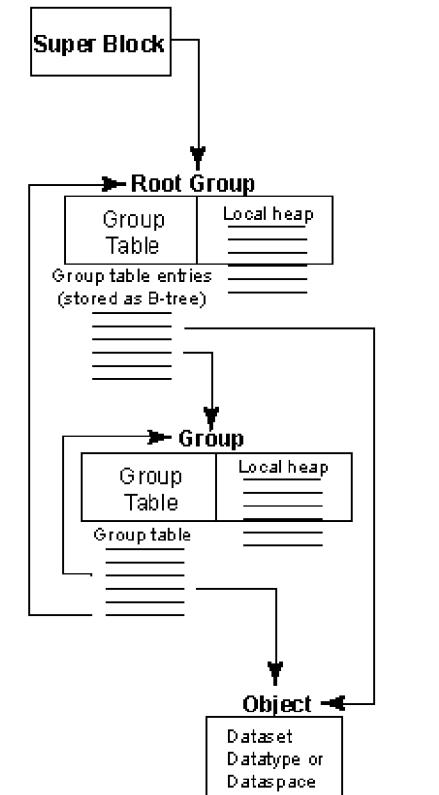 Super Block
Root Group
Group
Table
Local heap
Group table entries
(stored as B-tree)
Group
Group
Table
Local heap
Group table
Object
Dataset
Datatype or
Dataspace